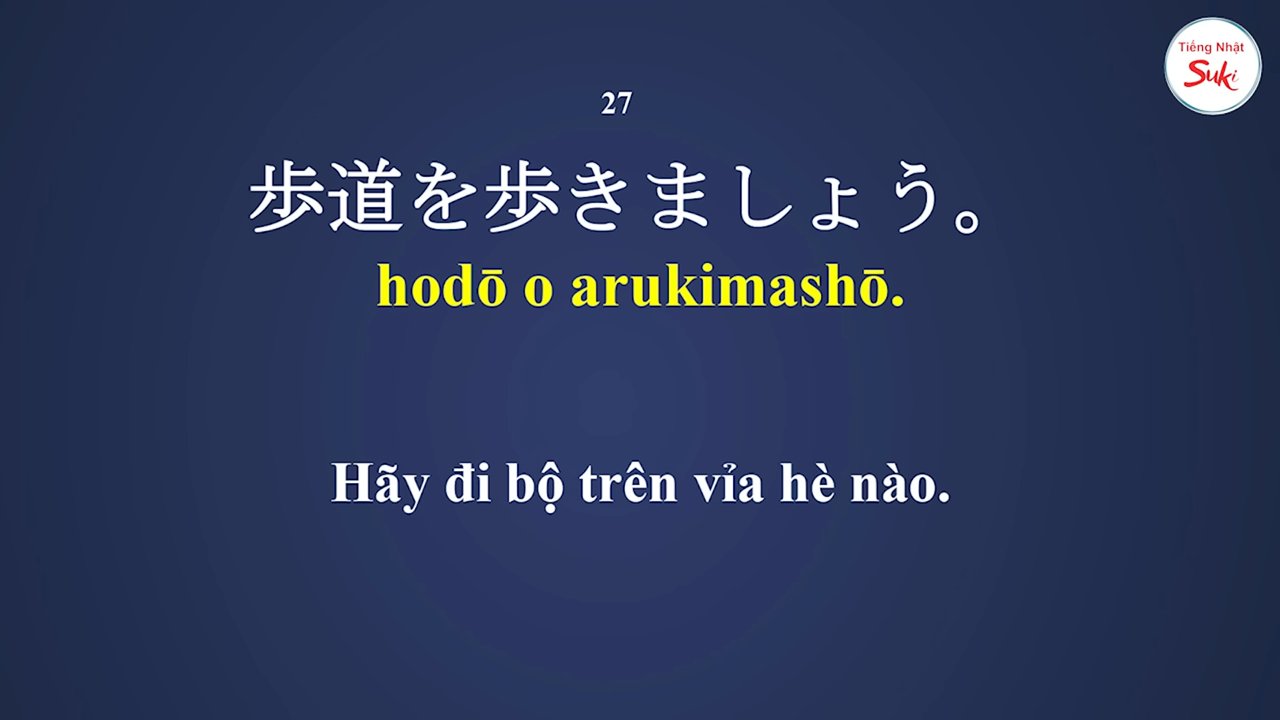 Tiếng Nhật
Suki
27
歩道を歩きましょう。
hodō o arukimashō.
Hãy đi bộ trên vỉa hè nào.